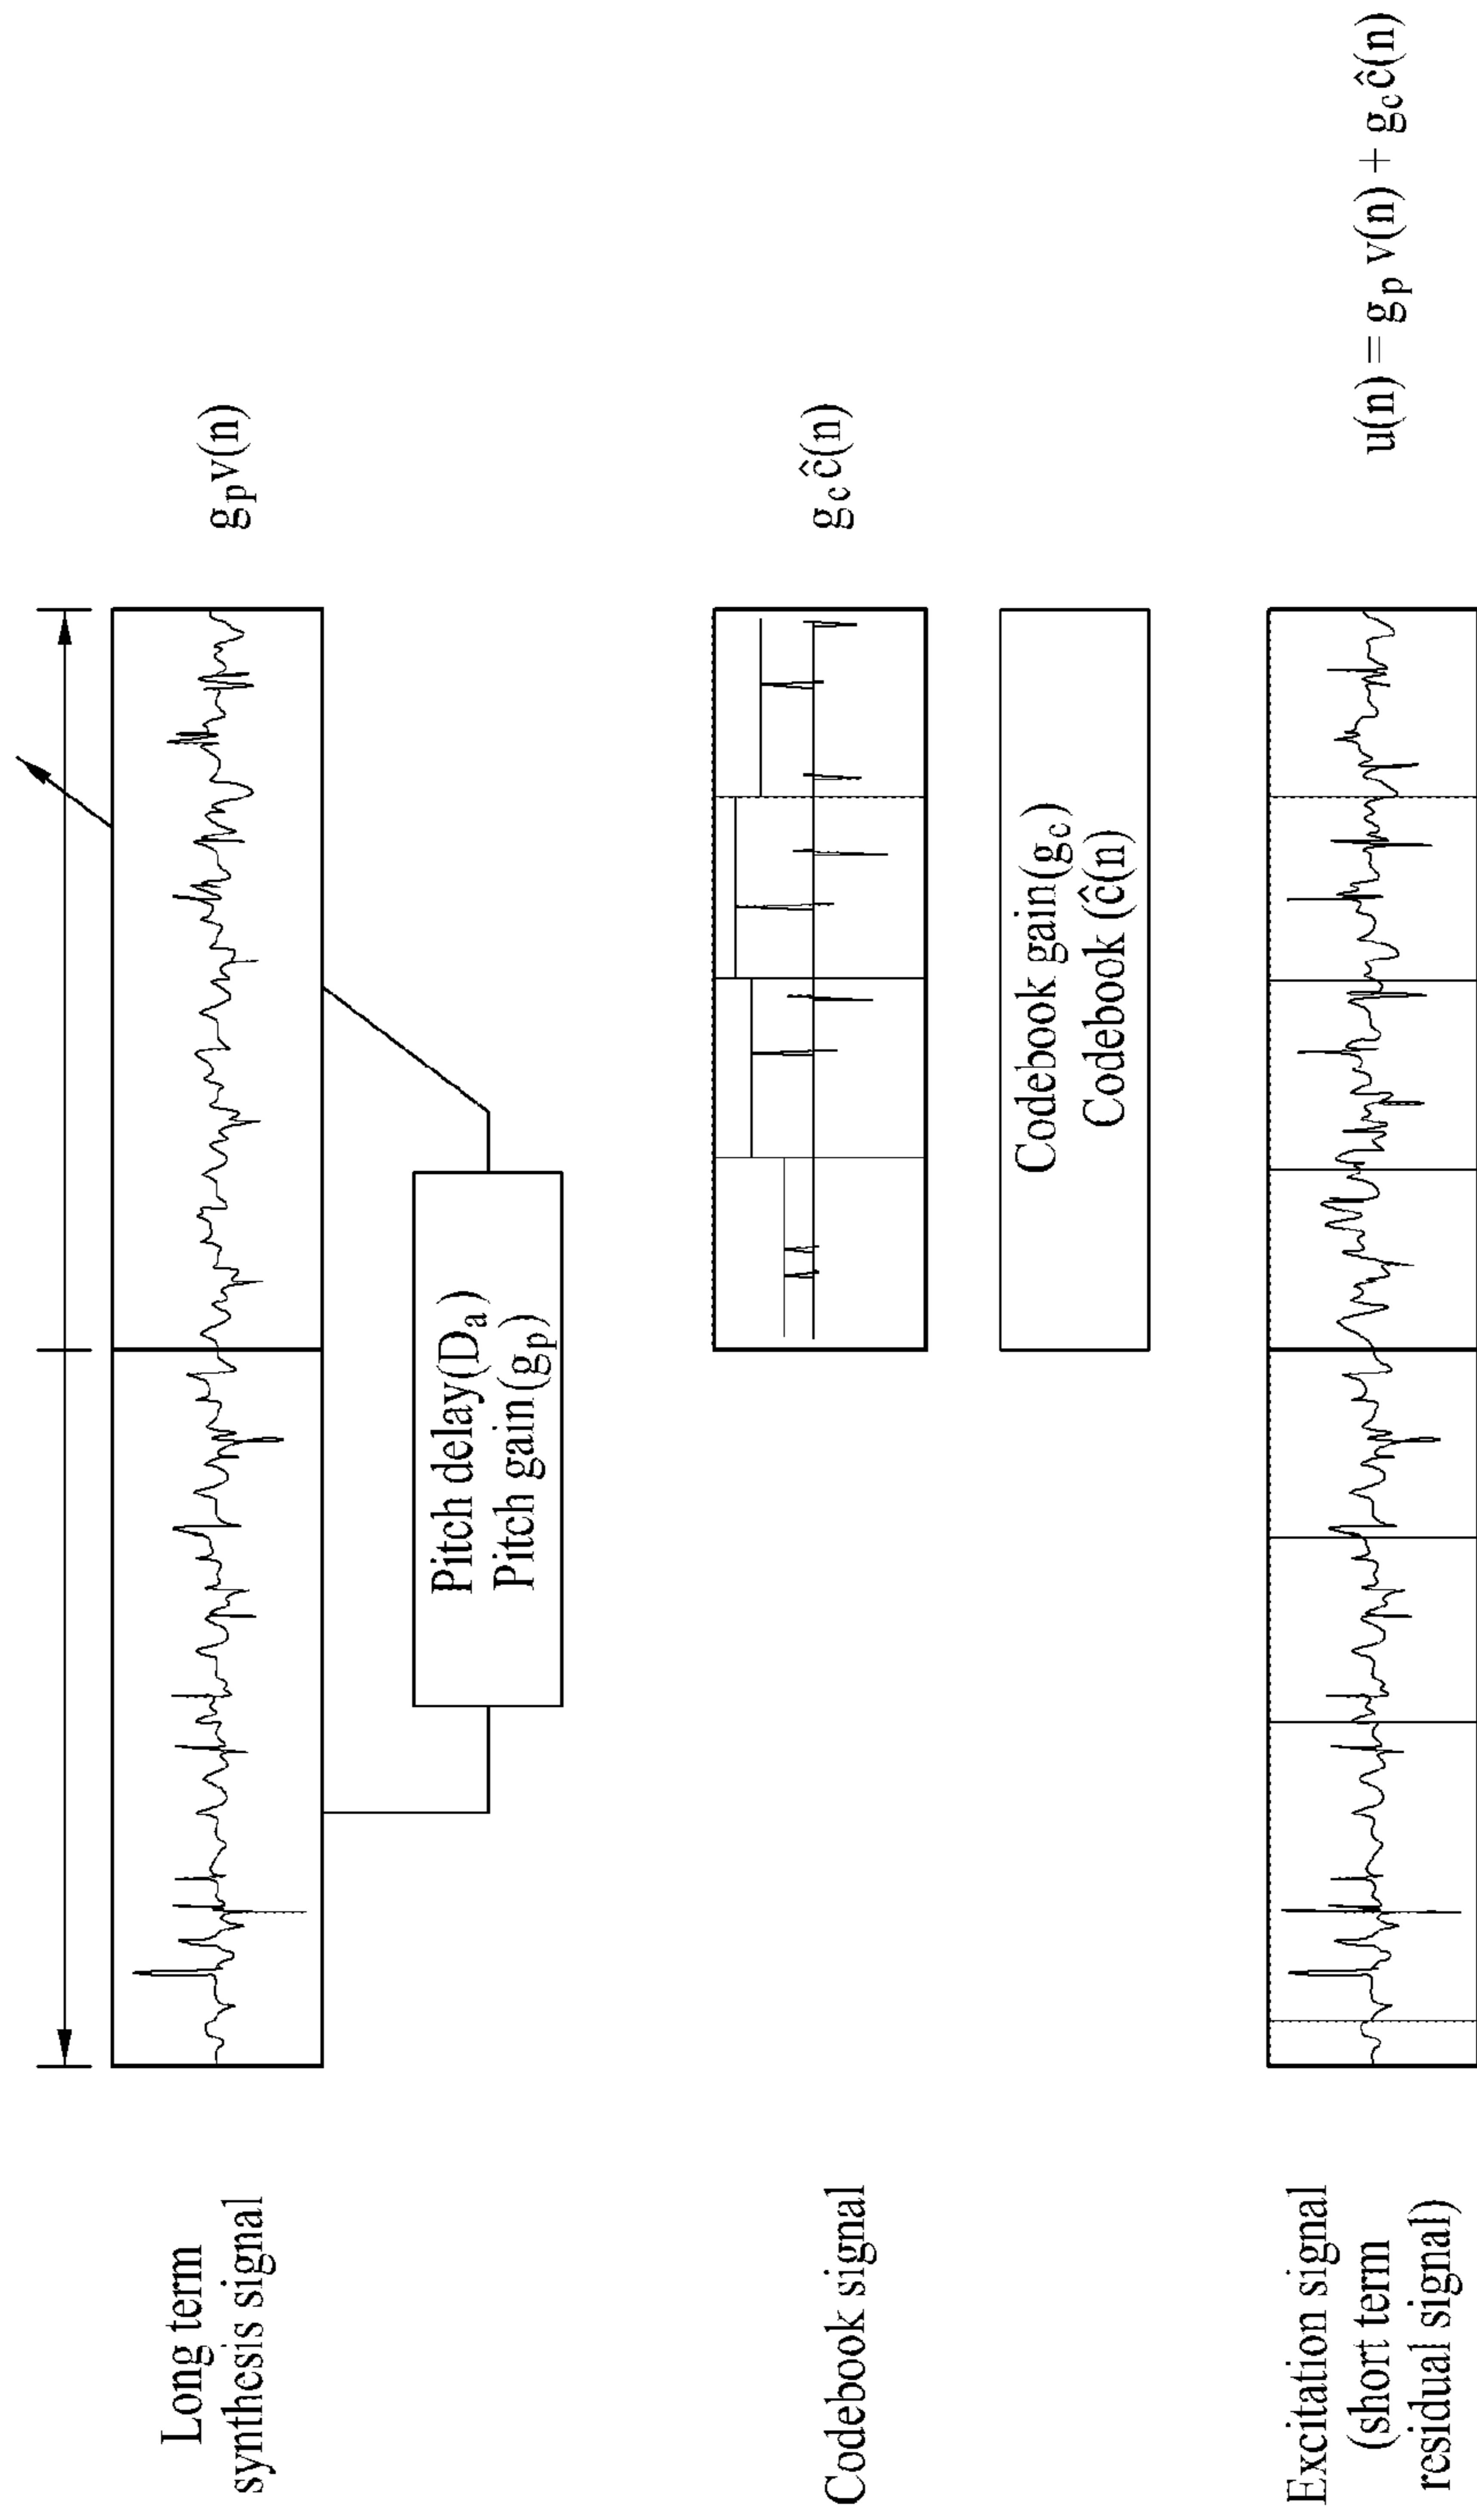 Long term
synthesis signal
g_p v(n)
Pitch delay(D_a)
Pitch gain(g_p)
Codebook signal
g_c ĉ(n)
Codebook gain(g_c)
Codebook (ĉ(n)
Excitation signal
(short term
residual signal)
u(n) = g_p v(n) + g_c ĉ(n)